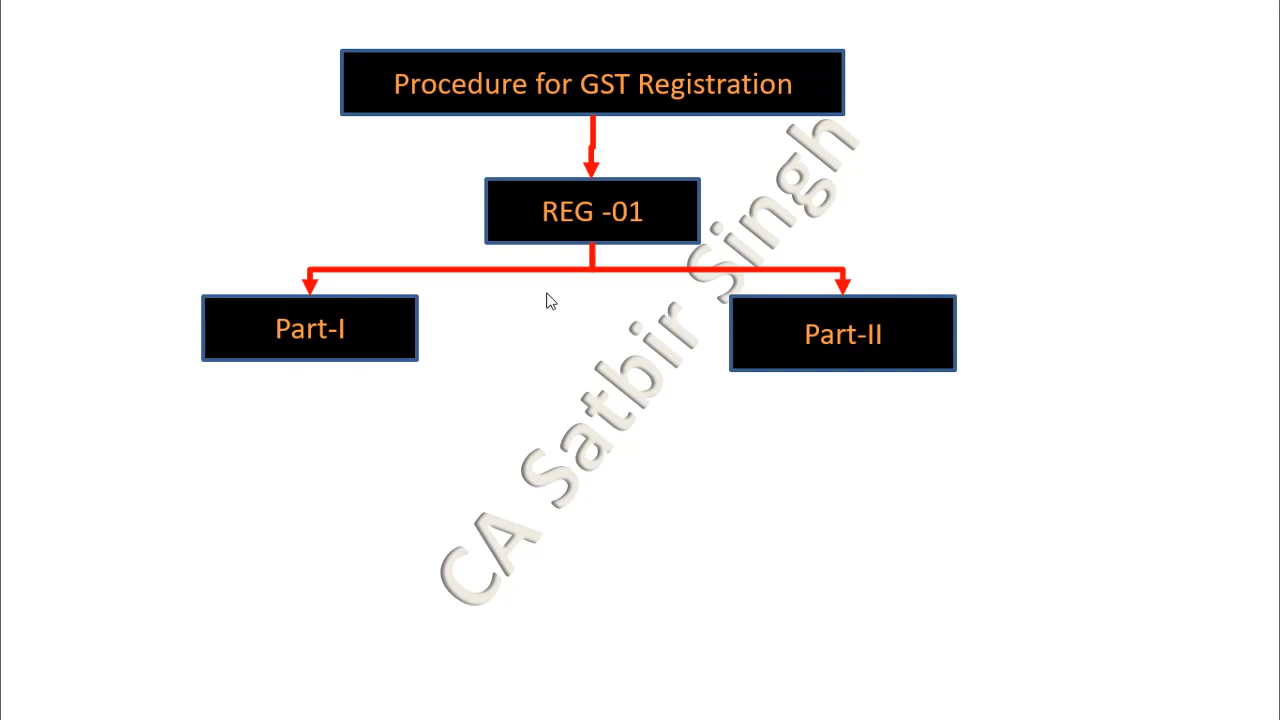 Procedure for GST Registration
REG -01
Part-I
Part-II
CA Satbir Singh